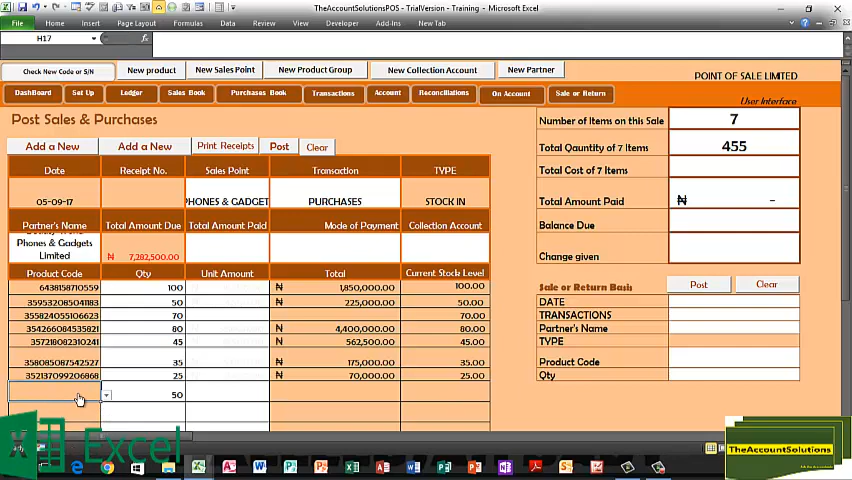 TheAccountSolutionsPOS - TrialVersion - Training - Microsoft Excel
File Home Insert Page Layout Formulas Data Review View Developer Add-Ins New Tab
H17 fx
Check New Code or S/N New product New Sales Point New Product Group New Collection Account New Partner
POINT OF SALE LIMITED
User Interface
DashBoard Set Up Ledger Sales Book Purchases Book Transactions Account Reconciliations On Account Sale or Return
Post Sales & Purchases
Add a New Add a New Print Receipts Post Clear
Date Receipt No. Sales Point Transaction TYPE
05-09-17 PHONES & GADGET PURCHASES STOCK IN
Partner's Name Total Amount Due Total Amount Paid Mode of Payment Collection Account
Phones & Gadgets
Limited ₦ 7,282,500.00
Product Code Qty Unit Amount Total Current Stock Level
6438158710559 100 ₦ 1,850,000.00 100.00
359532085041183 50 ₦ 225,000.00 50.00
355824055106623 70 70.00
354266084535821 80 ₦ 4,400,000.00 80.00
357218082310241 45 ₦ 562,500.00 45.00
358085087542527 35 ₦ 175,000.00 35.00
352137099206868 25 ₦ 70,000.00 25.00
50
Number of Items on this Sale 7
Total Qauntity of 7 Items 455
Total Cost of 7 Items
Total Amount Paid ₦ -
Balance Due
Change given
Sale or Return Basis Post Clear
DATE
TRANSACTIONS
Partner's Name
TYPE
Product Code
Qty
Excel
TheAccountSolutions